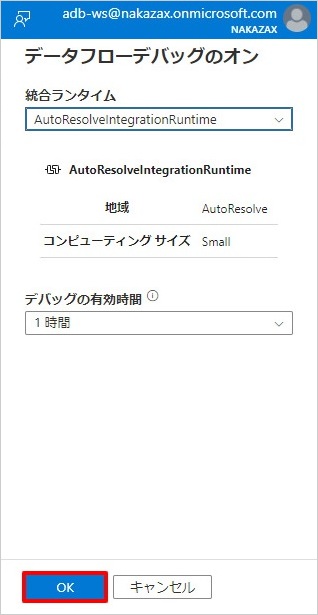 adb-ws@nakazax.onmicrosoft.com
NAKAZAX
データフローデバッグのオン
統合ランタイム
AutoResolveIntegrationRuntime
AutoResolveIntegrationRuntime
地域 AutoResolve
コンピューティング サイズ Small
デバッグの有効時間
1 時間
OK キャンセル